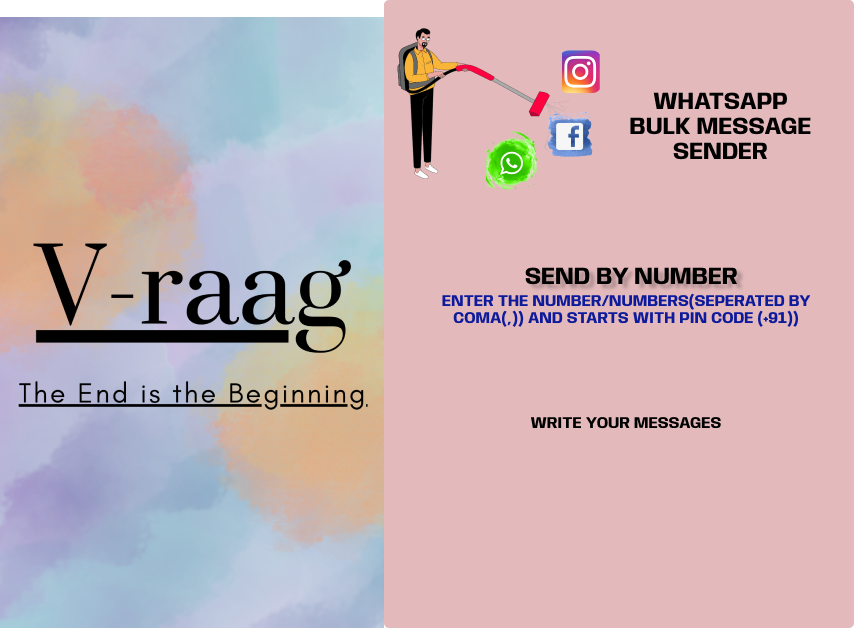 V-raag
The End is the Beginning.
WHATSAPP
BULK MESSAGE
SENDER
SEND BY NUMBER
ENTER THE NUMBER/NUMBERS(SEPERATED BY
COMA(,)) AND STARTS WITH PIN CODE (+91))
WRITE YOUR MESSAGES